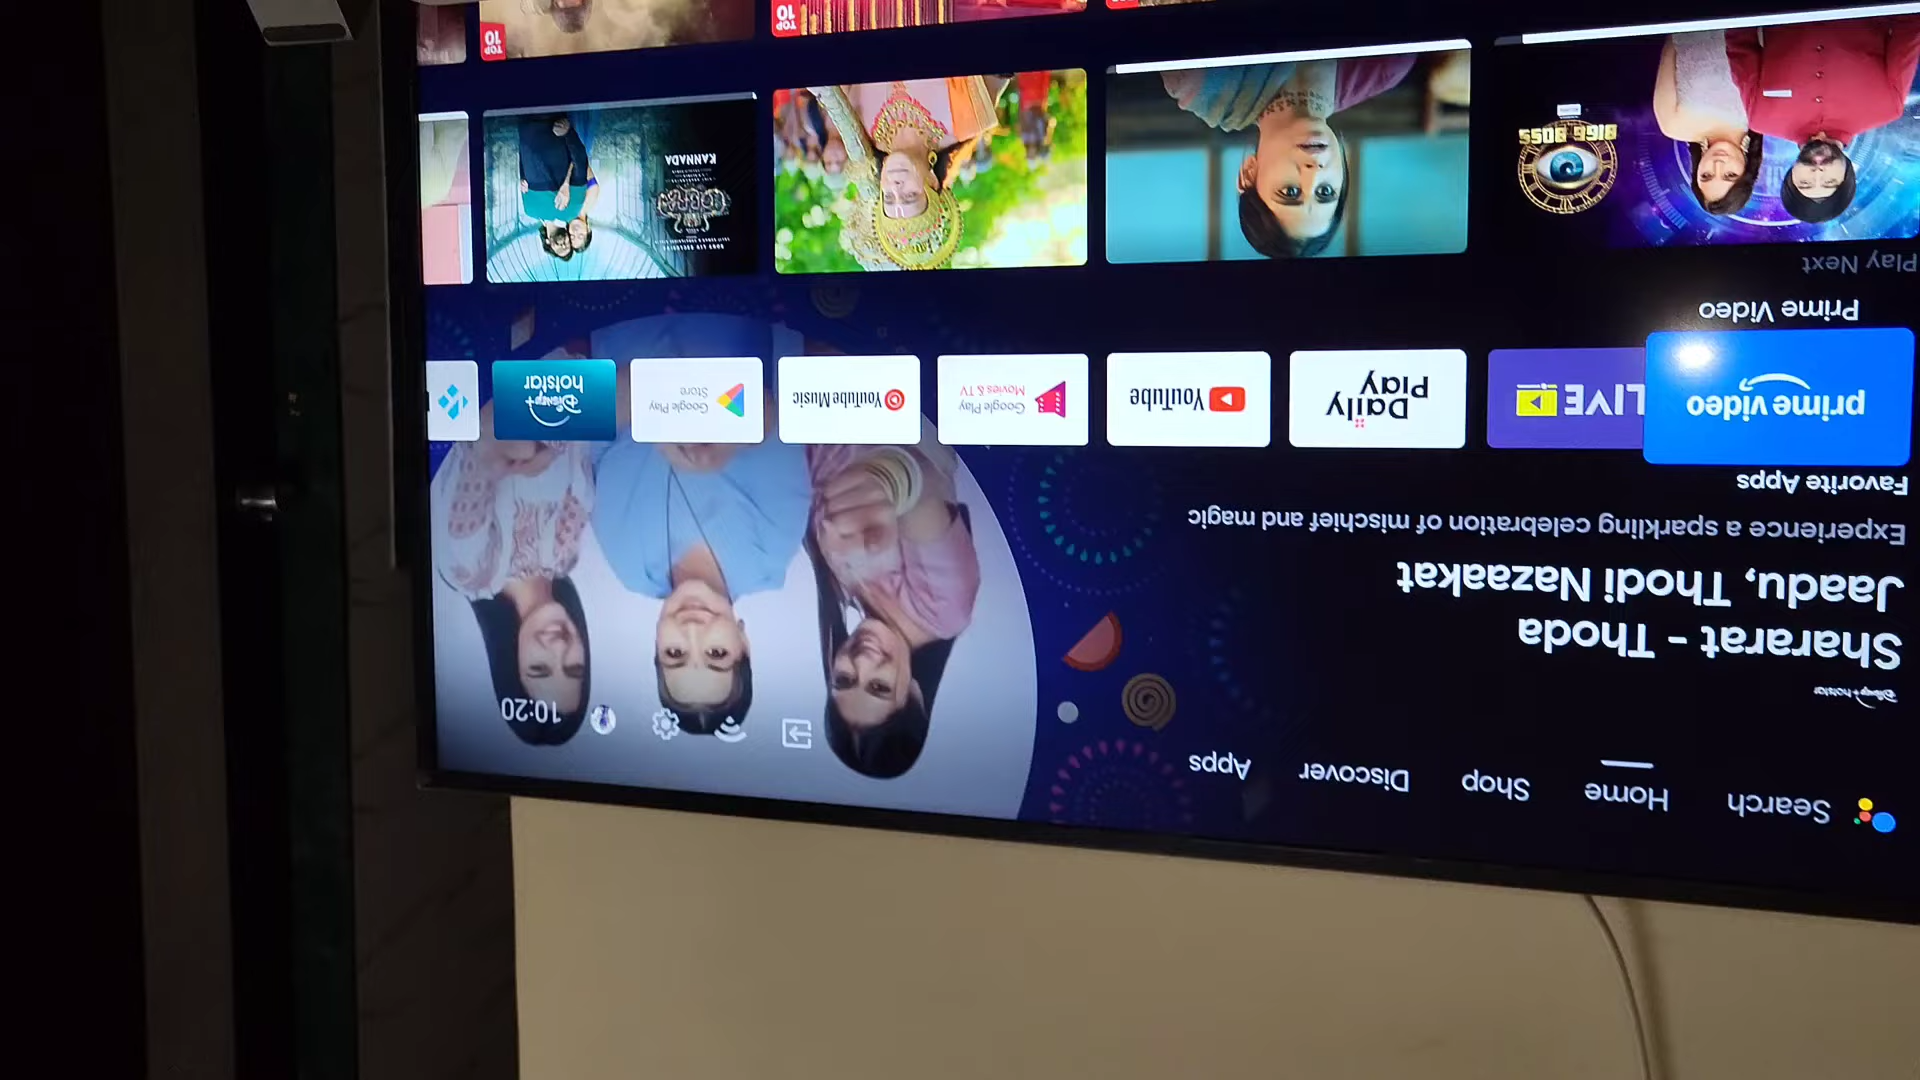 Search Home Shop Discover Apps
10:20
Disney+ hotstar
Shararat - Thoda
Jaadu, Thodi Nazaakat
Experience a sparkling celebration of mischief and magic
Favorite Apps
prime video
LIVE
Daily
Play
YouTube
Google Play
Movies & TV
YouTube Music
Google Play
Store
Disney+
hotstar
Prime Video
Play Next
BIGG BOSS
KANNADA
TOP
10
TOP
10